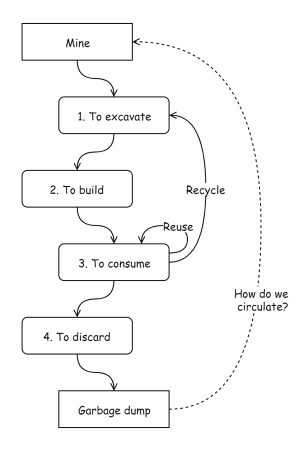 Mine
1. To excavate
2. To build
Recycle
Reuse
3. To consume
How do we
circulate?
4. To discard
Garbage dump